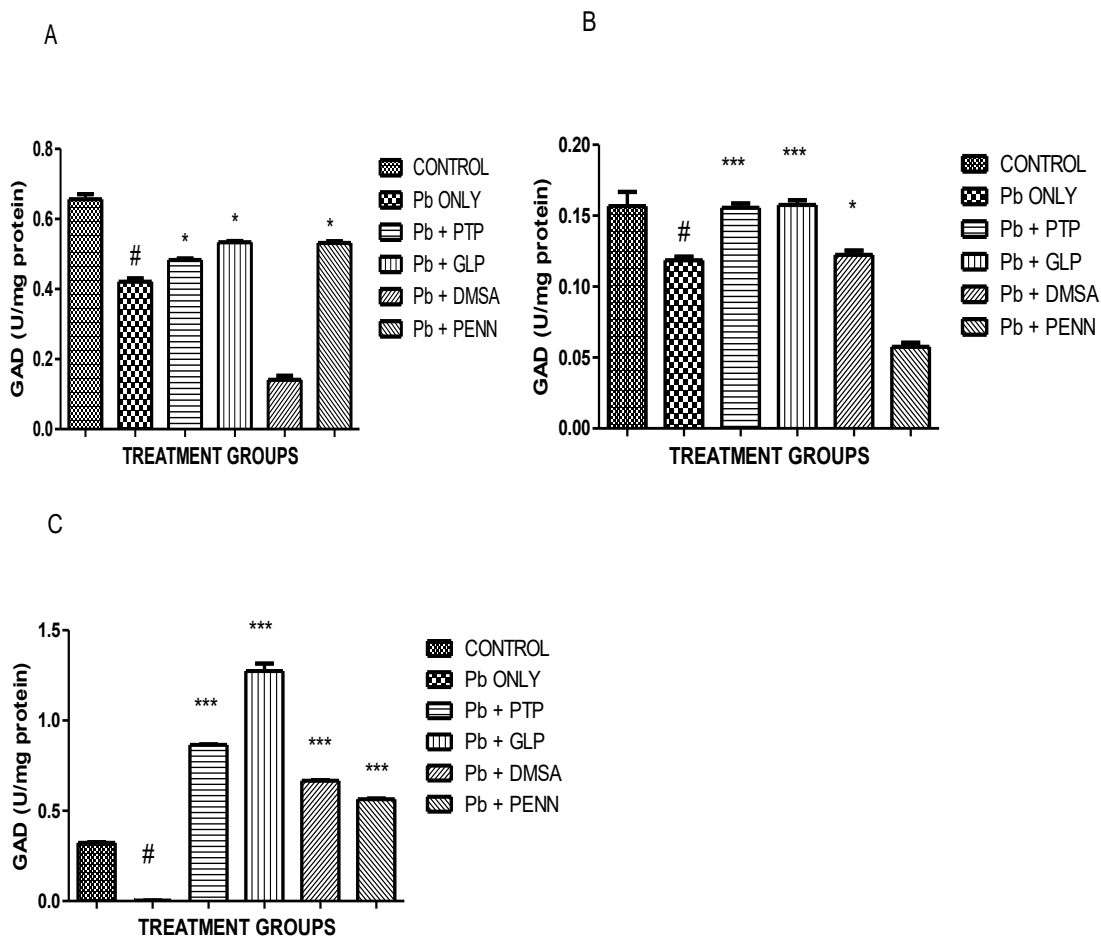 A
GAD (U/mg protein)
0.8
0.6
0.4
0.2
0.0
#
*
*
*
TREATMENT GROUPS
CONTROL
Pb ONLY
Pb + PTP
Pb + GLP
Pb + DMSA
Pb + PENN
B
GAD (U/mg protein)
0.20
0.15
0.10
0.05
0.00
#
***
***
*
TREATMENT GROUPS
CONTROL
Pb ONLY
Pb + PTP
Pb + GLP
Pb + DMSA
Pb + PENN
C
GAD (U/mg protein)
1.5
1.0
0.5
0.0
#
***
***
***
***
TREATMENT GROUPS
CONTROL
Pb ONLY
Pb + PTP
Pb + GLP
Pb + DMSA
Pb + PENN